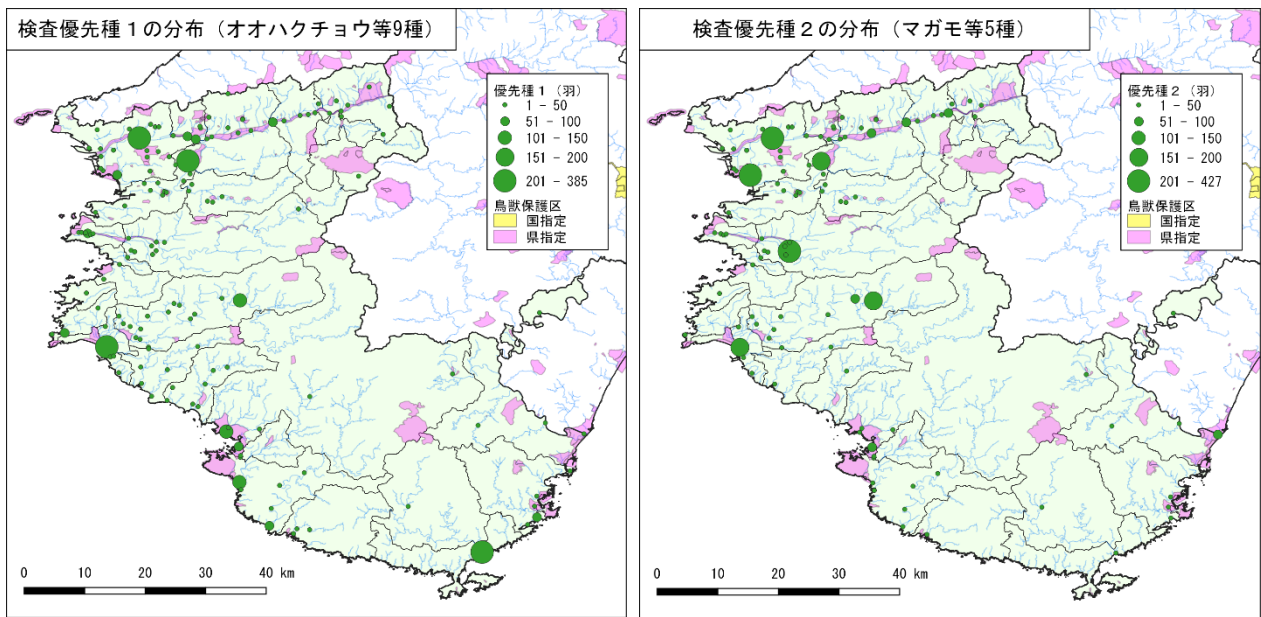 検査優先種１の分布（オオハクチョウ等9種）
優先種１（羽）
1 - 50
51 - 100
101 - 150
151 - 200
201 - 385
鳥獣保護区
国指定
県指定
0 10 20 30 40 km
検査優先種２の分布（マガモ等5種）
優先種２（羽）
1 - 50
51 - 100
101 - 150
151 - 200
201 - 427
鳥獣保護区
国指定
県指定
0 10 20 30 40 km